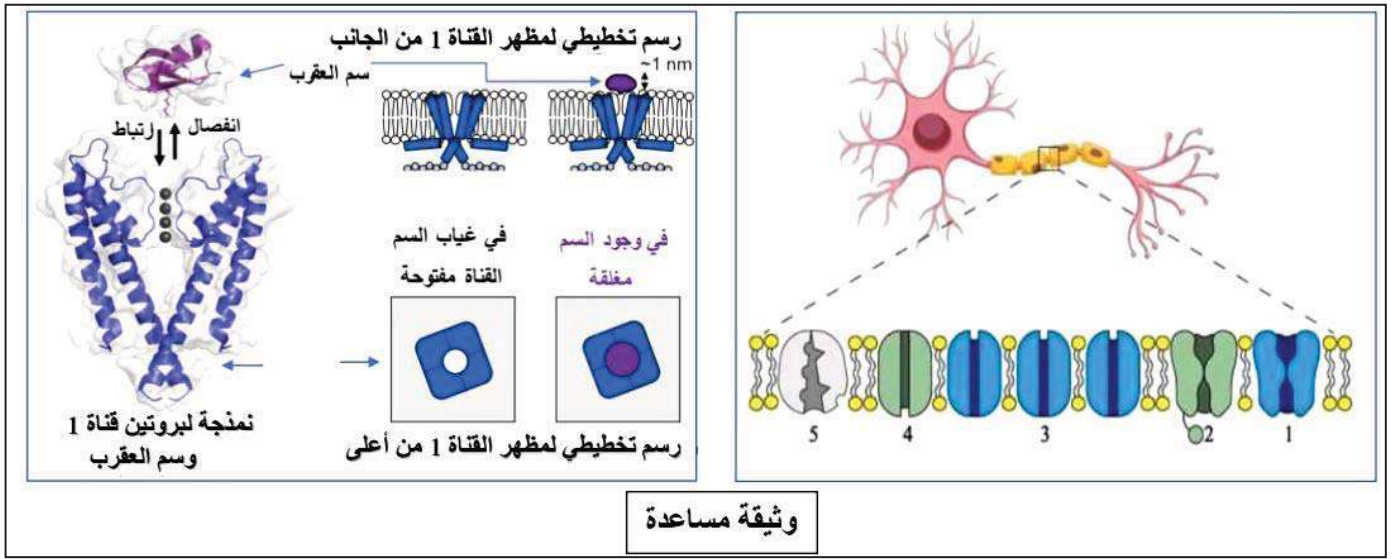 رسم تخطيطي لمظهر القناة 1 من الجانب
سم العقرب
~1 nm
ارتباط
انفصال
في غياب السم
القناة مفتوحة
في وجود السم
مغلقة
نمذجة لبروتين قناة 1
وسم العقرب
رسم تخطيطي لمظهر القناة 1 من أعلى
5
4
3
2
1
وثيقة مساعدة